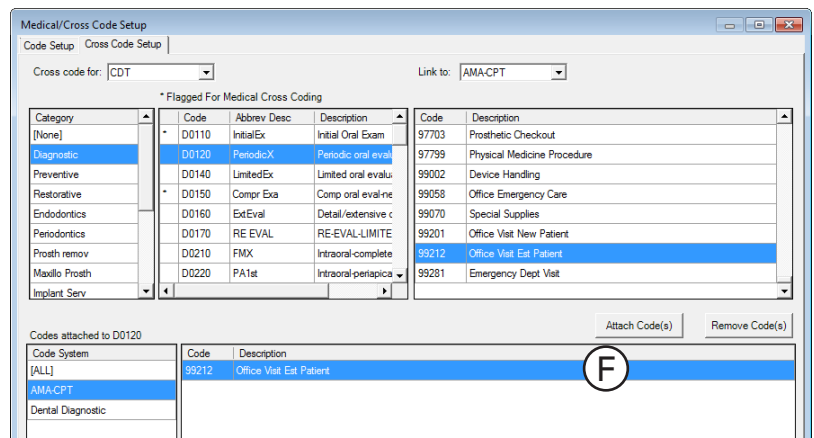 Medical/Cross Code Setup
Code Setup Cross Code Setup
Cross code for: CDT Link to: AMA-CPT
* Flagged For Medical Cross Coding
Category Code Abbrev Desc Description Code Description
[None] * D0110 InitialEx Initial Oral Exam 97703 Prosthetic Checkout
Diagnostic D0120 PeriodicX Periodic oral evalu 97799 Physical Medicine Procedure
Preventive D0140 LimitedEx Limited oral evalua 99002 Device Handling
Restorative * D0150 Compr Exa Comp oral eval-ne 99058 Office Emergency Care
Endodontics D0160 ExtEval Detail/extensive c 99070 Special Supplies
Periodontics D0170 RE EVAL RE-EVAL-LIMITE 99201 Office Visit New Patient
Prosth remov D0210 FMX Intraoral-complete 99212 Office Visit Est Patient
Maxillo Prosth D0220 PA1st Intraoral-periapica 99281 Emergency Dept Visit
Implant Serv
Attach Code(s) Remove Code(s)
Codes attached to D0120
Code System Code Description
[ALL] 99212 Office Visit Est Patient F
AMA-CPT
Dental Diagnostic